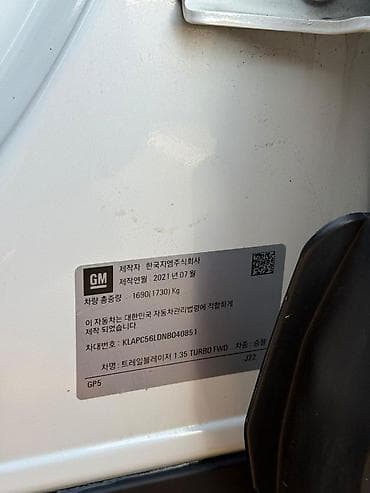 GM
제작자 : 한국지엠주식회사
제작연월 : 2021 년 07 월
차량 총중량 : 1690(1730) Kg
이 자동차는 대한민국 자동차관리법령에 적합하게
제작 되었습니다.
차대번호 : KLAPC56LDNB040851
차명 : 트레일블레이저 1.35 TURBO FWD 차종 : 승용
GP5 J22